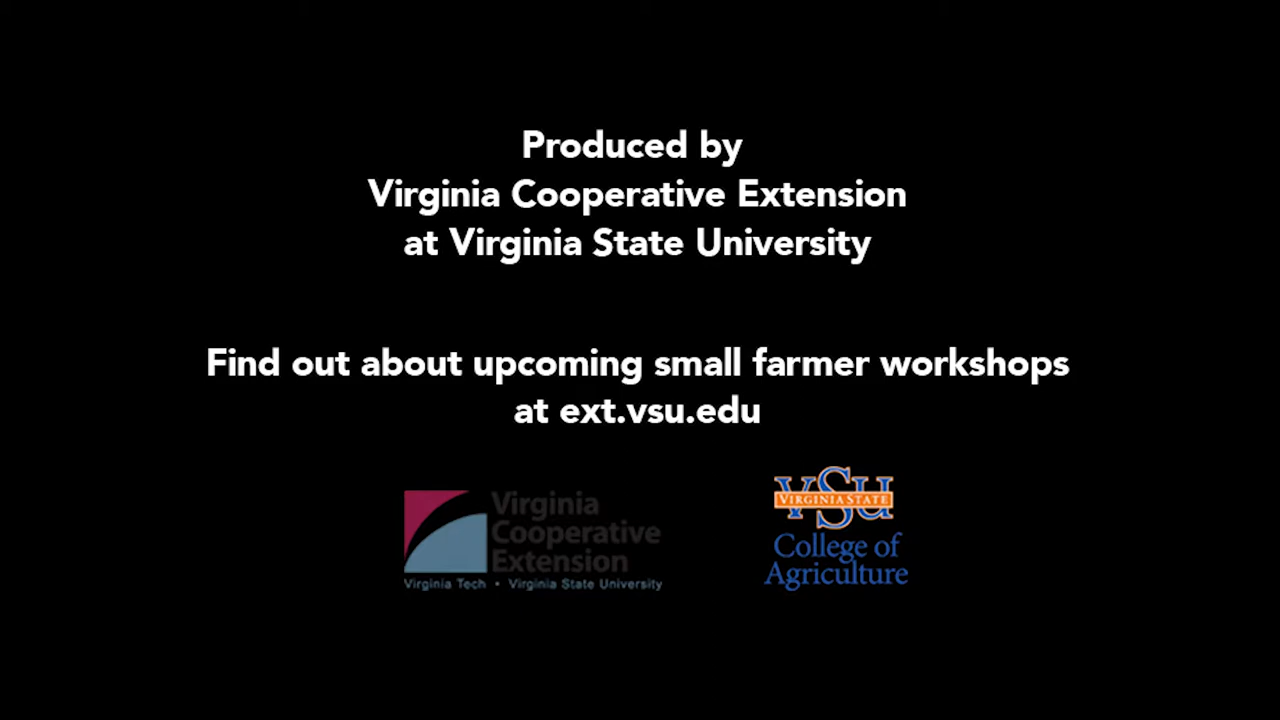 Produced by
Virginia Cooperative Extension
at Virginia State University
Find out about upcoming small farmer workshops
at ext.vsu.edu
Virginia
Cooperative
Extension
Virginia Tech • Virginia State University
VSU
VIRGINIA STATE
College of
Agriculture